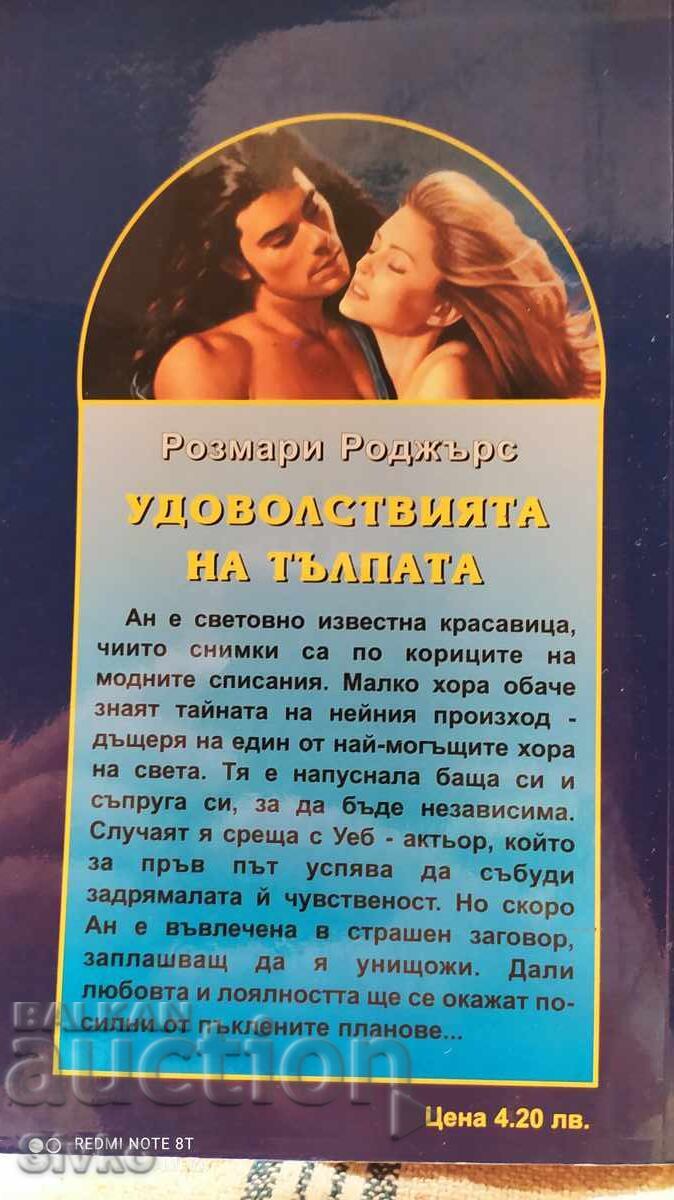 Розмари Роджърс
УДОВОЛСТВИЯТА
НА ТЪЛПАТА
Ан е световно известна красавица,
чиито снимки са по кориците на
модните списания. Малко хора обаче
знаят тайната на нейния произход -
дъщеря на един от най-могъщите хора
на света. Тя е напуснала баща си и
съпруга си, за да бъде независима.
Случаят я среща с Уеб - актьор, който
за пръв път успява да събуди
задрямалата й чувственост. Но скоро
Ан е въвлечена в страшен заговор,
заплашващ да я унищожи. Дали
любовта и лоялността ще се окажат по-
силни от пъклените планове...
BALKAN
auction
Цена 4.20 лв.
REDMI NOTE 8T
sivko